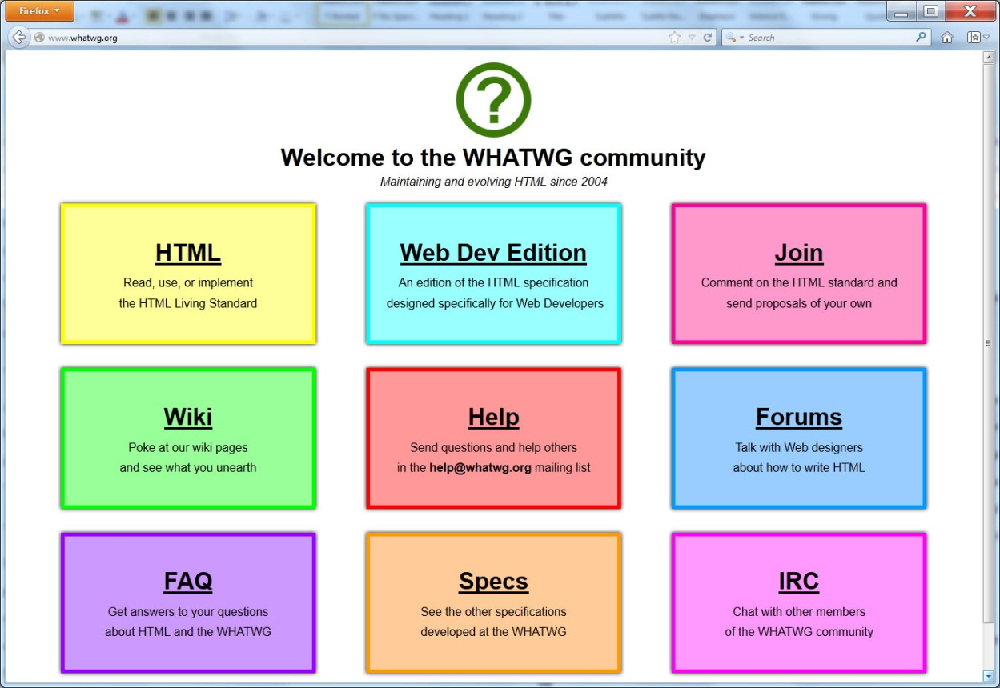 Firefox
www.whatwg.org
Search
?
Welcome to the WHATWG community
Maintaining and evolving HTML since 2004
HTML
Read, use, or implement
the HTML Living Standard
Web Dev Edition
An edition of the HTML specification
designed specifically for Web Developers
Join
Comment on the HTML standard and
send proposals of your own
Wiki
Poke at our wiki pages
and see what you unearth
Help
Send questions and help others
in the help@whatwg.org mailing list
Forums
Talk with Web designers
about how to write HTML
FAQ
Get answers to your questions
about HTML and the WHATWG
Specs
See the other specifications
developed at the WHATWG
IRC
Chat with other members
of the WHATWG community